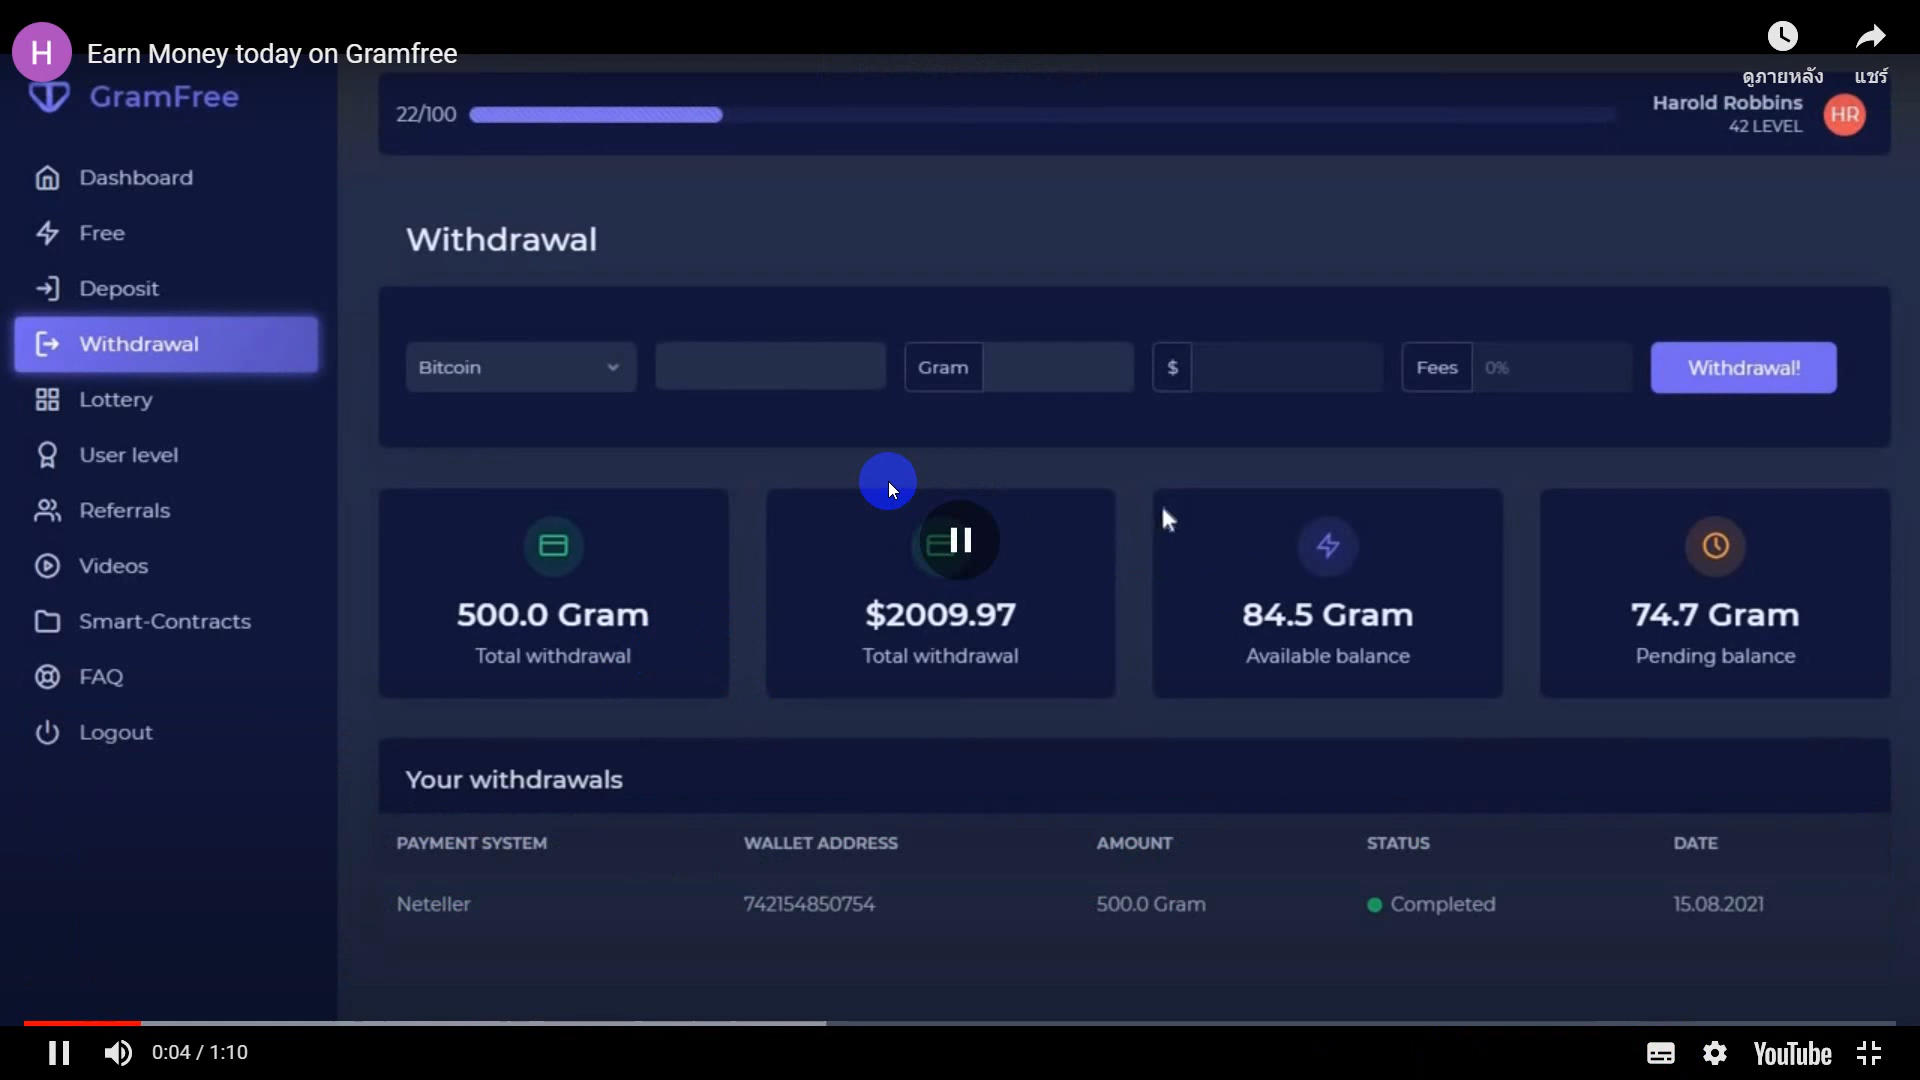 H
Earn Money today on Gramfree
ดูภายหลัง
แชร์
GramFree
22/100
Harold Robbins
42 LEVEL
HR
Dashboard
Free
Deposit
Withdrawal
Lottery
User level
Referrals
Videos
Smart-Contracts
FAQ
Logout
Withdrawal
Bitcoin
Gram
$
Fees
0%
Withdrawal!
500.0 Gram
Total withdrawal
$2009.97
Total withdrawal
84.5 Gram
Available balance
74.7 Gram
Pending balance
Your withdrawals
PAYMENT SYSTEM WALLET ADDRESS AMOUNT STATUS DATE
Neteller 742154850754 500.0 Gram Completed 15.08.2021
0:04 / 1:10
YouTube